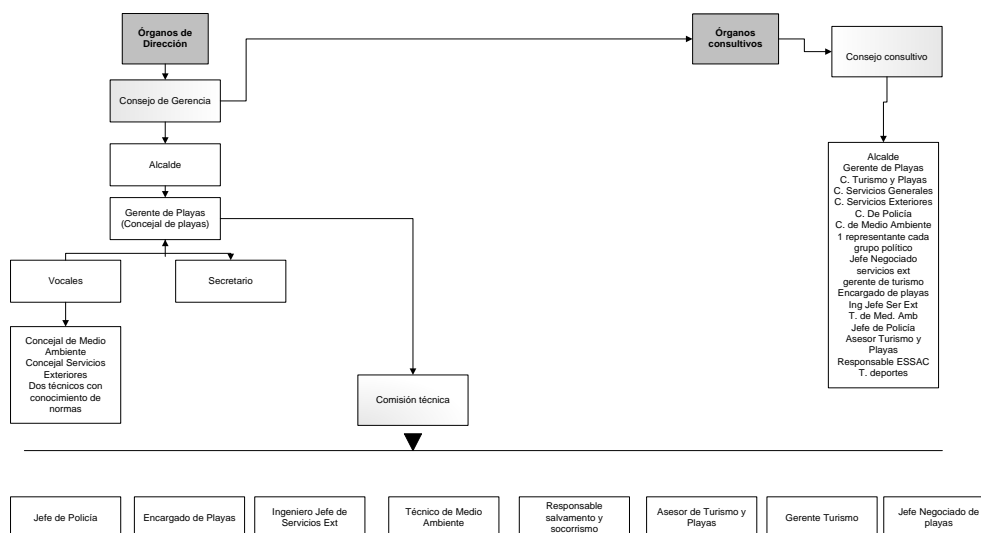 Órganos de
Dirección
Órganos
consultivos
Consejo consultivo
Consejo de Gerencia
Alcalde
Gerente de Playas
(Concejal de playas)
Vocales
Secretario
Concejal de Medio
Ambiente
Concejal Servicios
Exteriores
Dos técnicos con
conocimiento de
normas
Alcalde
Gerente de Playas
C. Turismo y Playas
C. Servicios Generales
C. Servicios Exteriores
C. De Policía
C. de Medio Ambiente
1 representante cada
grupo político
Jefe Negociado
servicios ext
gerente de turismo
Encargado de playas
Ing Jefe Ser Ext
T. de Med. Amb
Jefe de Policía
Asesor Turismo y
Playas
Responsable ESSAC
T. deportes
Comisión técnica
Jefe de Policía
Encargado de Playas
Ingeniero Jefe de
Servicios Ext
Técnico de Medio
Ambiente
Responsable
salvamento y
socorrismo
Asesor de Turismo y
Playas
Gerente Turismo
Jefe Negociado de
playas